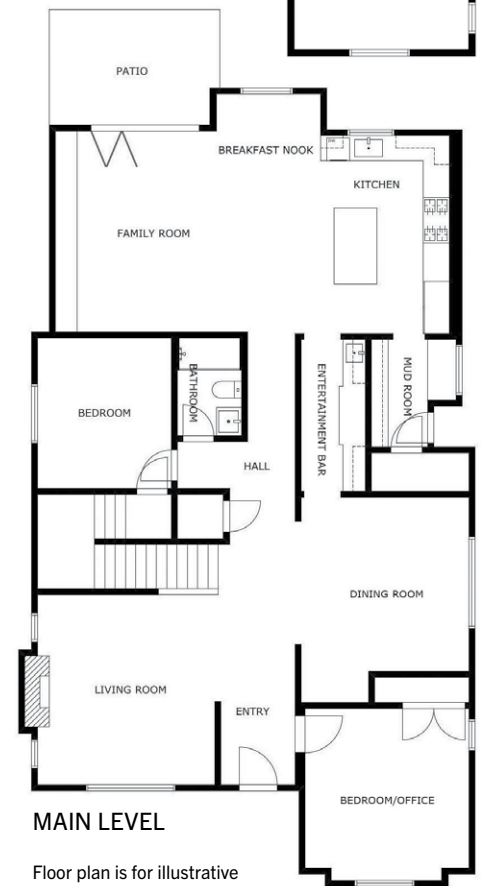 PATIO
BREAKFAST NOOK
KITCHEN
FAMILY ROOM
BATHROOM
ENTERTAINMENT BAR
MUD ROOM
BEDROOM
HALL
DINING ROOM
LIVING ROOM
ENTRY
BEDROOM/OFFICE
MAIN LEVEL
Floor plan is for illustrative